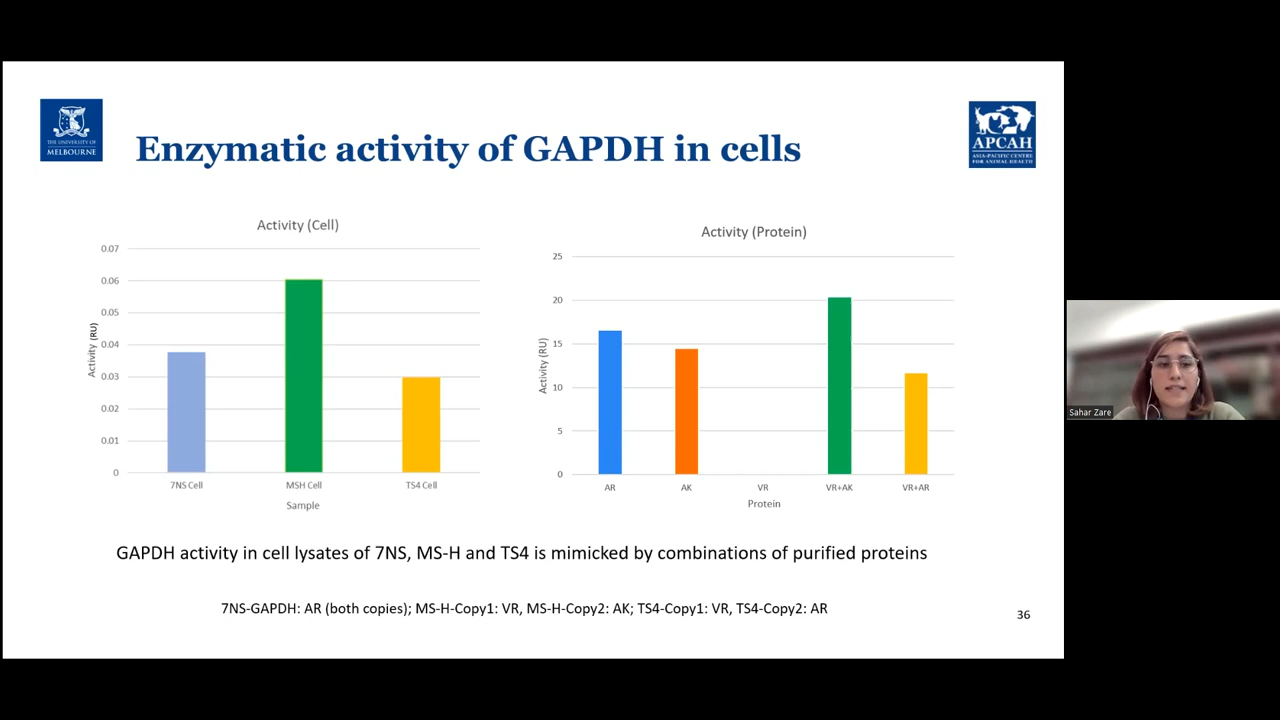 THE UNIVERSITY OF
MELBOURNE
Enzymatic activity of GAPDH in cells
APCAH
ASIA-PACIFIC CENTRE
FOR ANIMAL HEALTH
Activity (Cell)
0.07
0.06
0.05
0.04
0.03
0.02
0.01
0
Activity (RU)
7NS Cell
MSH Cell
TS4 Cell
Sample
Activity (Protein)
25
20
15
10
5
0
Activity (RU)
AR
AK
VR
VR+AK
VR+AR
Protein
GAPDH activity in cell lysates of 7NS, MS-H and TS4 is mimicked by combinations of purified proteins
7NS-GAPDH: AR (both copies); MS-H-Copy1: VR, MS-H-Copy2: AK; TS4-Copy1: VR, TS4-Copy2: AR
36
Sahar Zare